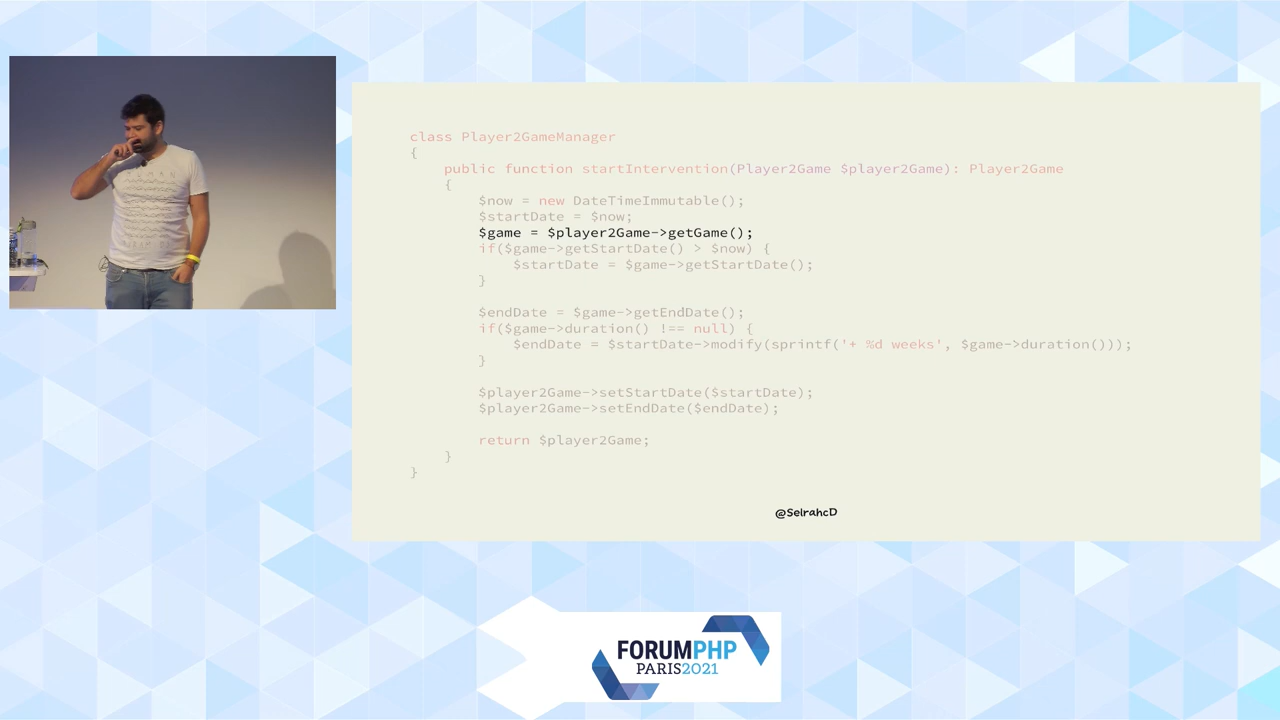 class Player2GameManager
{
    public function startIntervention(Player2Game $player2Game): Player2Game
    {
        $now = new DateTimeImmutable();
        $startDate = $now;
        $game = $player2Game->getGame();
        if($game->getStartDate() > $now) {
            $startDate = $game->getStartDate();
        }
        $endDate = $game->getEndDate();
        if($game->duration() !== null) {
            $endDate = $startDate->modify(sprintf('+ %d weeks', $game->duration()));
        }
        $player2Game->setStartDate($startDate);
        $player2Game->setEndDate($endDate);
        return $player2Game;
    }
}
@SelrahcD
FORUMPHP
PARIS2021